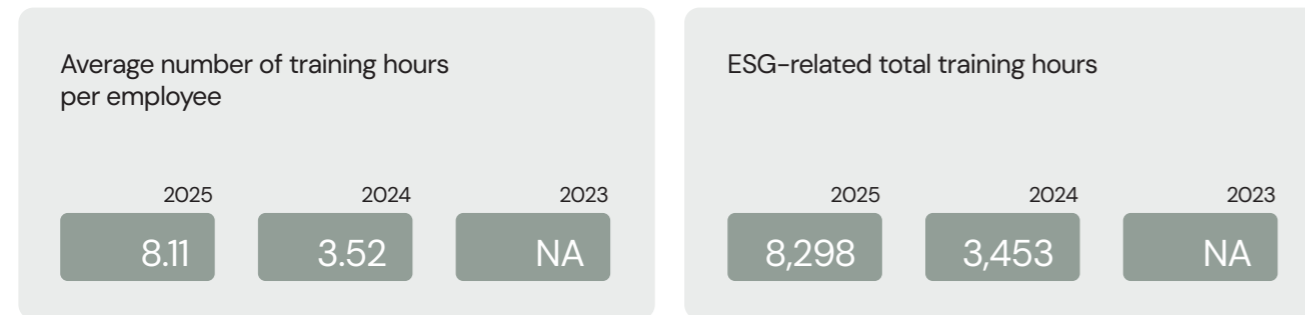 Average number of training hours
per employee
2025 2024 2023
8.11 3.52 NA
ESG-related total training hours
2025 2024 2023
8,298 3,453 NA